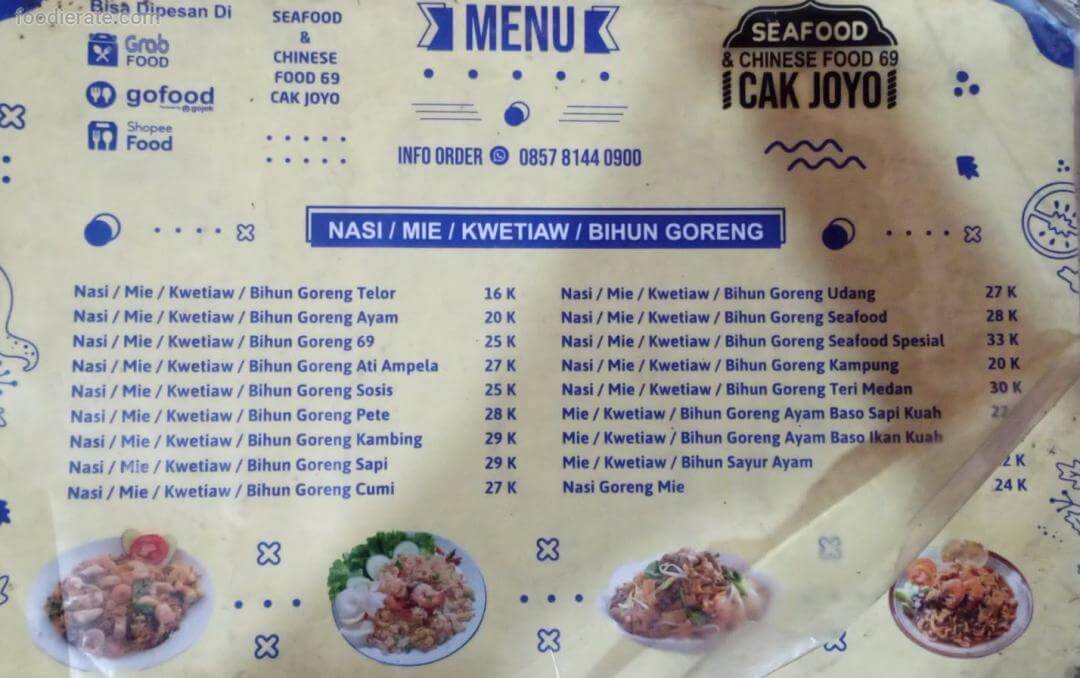 foodierate.com
Bisa Dipesan Di
Grab
FOOD
gofood
gojek
Shopee
Food
SEAFOOD
&
CHINESE
FOOD 69
CAK JOYO
MENU
INFO ORDER 0857 8144 0900
SEAFOOD
& CHINESE FOOD 69
CAK JOYO
NASI / MIE / KWETIAW / BIHUN GORENG
Nasi / Mie / Kwetiaw / Bihun Goreng Telor 16 K
Nasi / Mie / Kwetiaw / Bihun Goreng Ayam 20 K
Nasi / Mie / Kwetiaw / Bihun Goreng 69 25 K
Nasi / Mie / Kwetiaw / Bihun Goreng Ati Ampela 27 K
Nasi / Mie / Kwetiaw / Bihun Goreng Sosis 25 K
Nasi / Mie / Kwetiaw / Bihun Goreng Pete 28 K
Nasi / Mie / Kwetiaw / Bihun Goreng Kambing 29 K
Nasi / Mie / Kwetiaw / Bihun Goreng Sapi 29 K
Nasi / Mie / Kwetiaw / Bihun Goreng Cumi 27 K
Nasi / Mie / Kwetiaw / Bihun Goreng Udang 27 K
Nasi / Mie / Kwetiaw / Bihun Goreng Seafood 28 K
Nasi / Mie / Kwetiaw / Bihun Goreng Seafood Spesial 33 K
Nasi / Mie / Kwetiaw / Bihun Goreng Kampung 20 K
Nasi / Mie / Kwetiaw / Bihun Goreng Teri Medan 30 K
Mie / Kwetiaw / Bihun Goreng Ayam Baso Sapi Kuah 22
Mie / Kwetiaw / Bihun Goreng Ayam Baso Ikan Kuah
Mie / Kwetiaw / Bihun Sayur Ayam 2 K
Nasi Goreng Mie 24 K